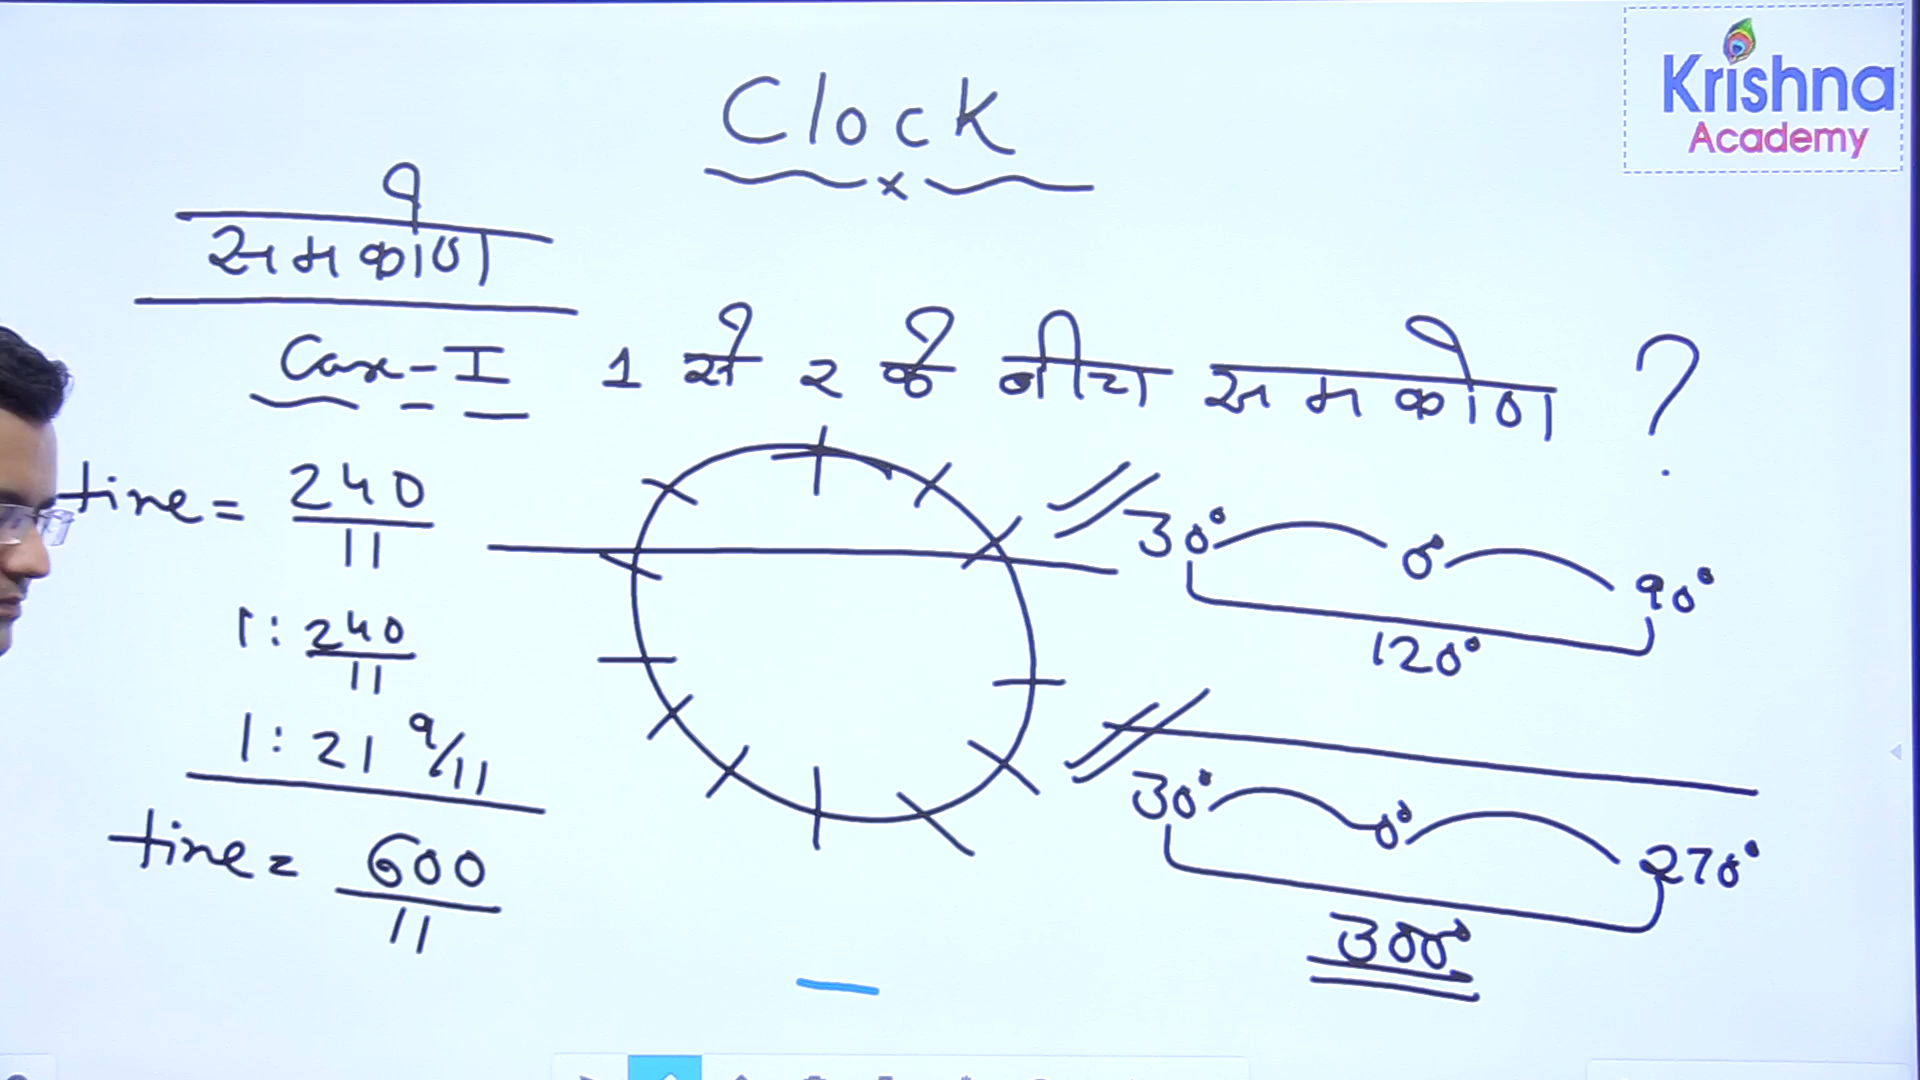 Krishna
Academy
Clock
समकोण
Case-I 1 से 2 के बीच समकोण ?
time = 240/11
1 : 240/11
1 : 21 9/11
time = 600/11
30° 0° 90°
120°
30° 0° 270°
300°